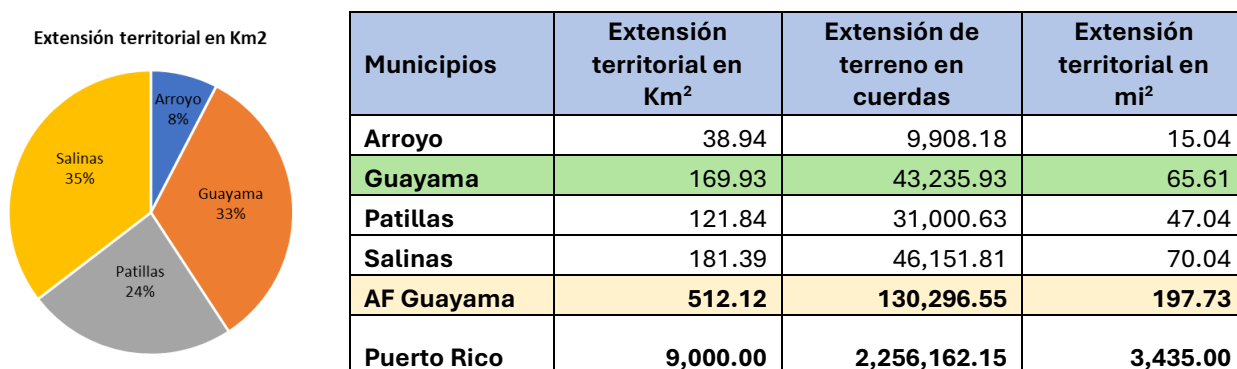 Extensión territorial en Km2
Arroyo
8%
Guayama
33%
Patillas
24%
Salinas
35%
Municipios Extensión territorial en Km² Extensión de terreno en cuerdas Extensión territorial en mi²
Arroyo 38.94 9,908.18 15.04
Guayama 169.93 43,235.93 65.61
Patillas 121.84 31,000.63 47.04
Salinas 181.39 46,151.81 70.04
AF Guayama 512.12 130,296.55 197.73
Puerto Rico 9,000.00 2,256,162.15 3,435.00